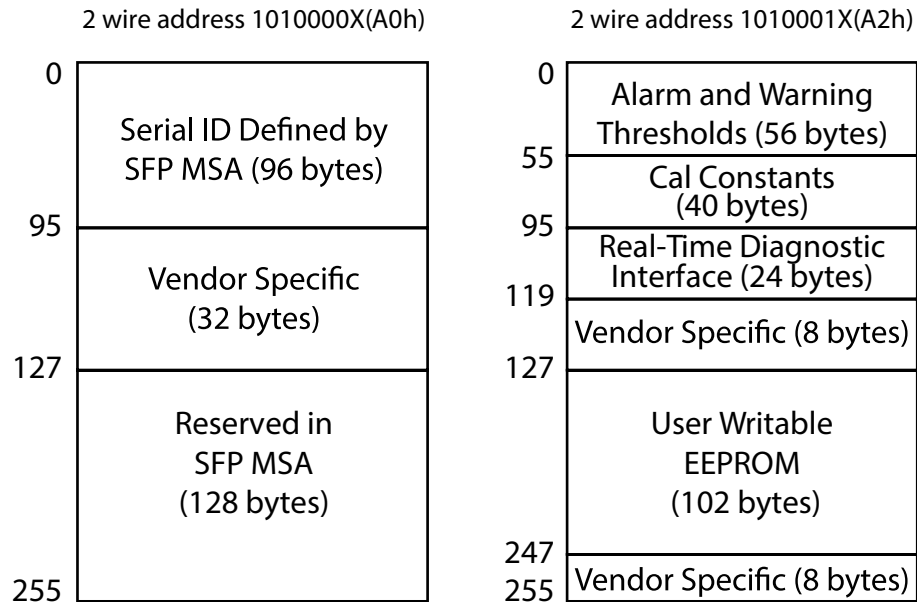 2 wire address 1010000X(A0h)
0
Serial ID Defined by
SFP MSA (96 bytes)
95
Vendor Specific
(32 bytes)
127
Reserved in
SFP MSA
(128 bytes)
255
2 wire address 1010001X(A2h)
0
Alarm and Warning
Thresholds (56 bytes)
55
Cal Constants
(40 bytes)
95
Real-Time Diagnostic
Interface (24 bytes)
119
Vendor Specific (8 bytes)
127
User Writable
EEPROM
(102 bytes)
247
Vendor Specific (8 bytes)
255